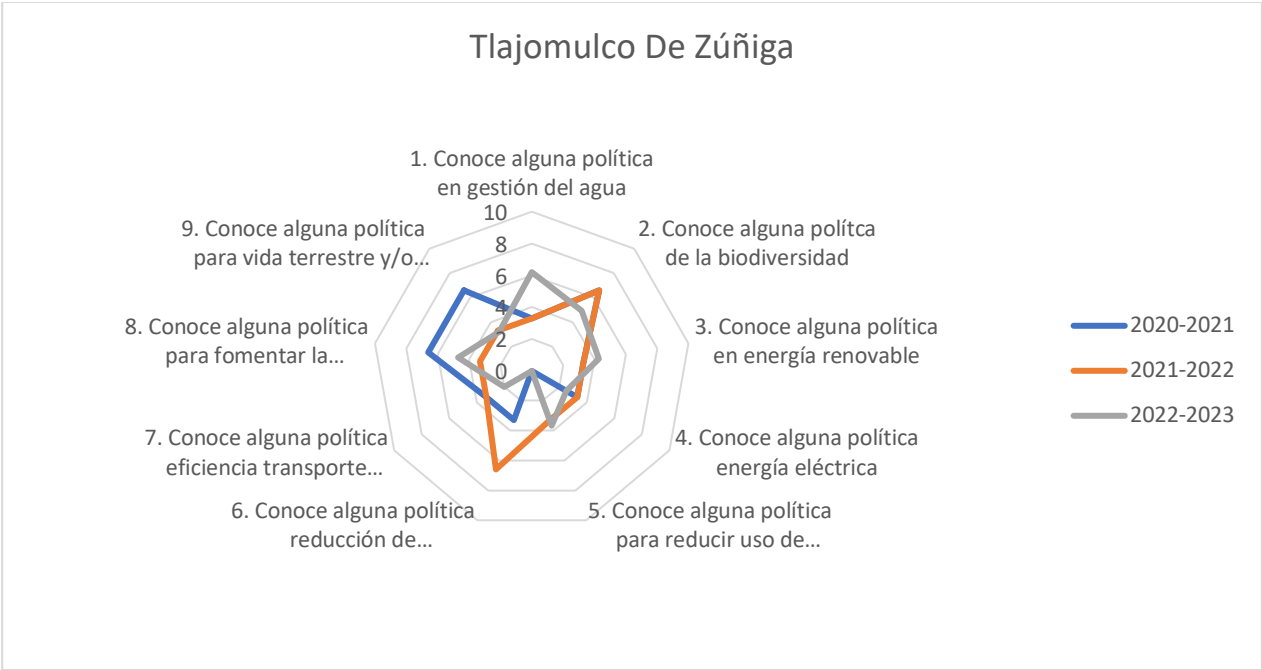 Tlajomulco De Zúñiga
1. Conoce alguna política
en gestión del agua
2. Conoce alguna polítca
de la biodiversidad
3. Conoce alguna política
en energía renovable
4. Conoce alguna política
energía eléctrica
5. Conoce alguna política
para reducir uso de...
6. Conoce alguna política
reducción de...
7. Conoce alguna política
eficiencia transporte...
8. Conoce alguna política
para fomentar la...
9. Conoce alguna política
para vida terrestre y/o...
10
8
6
4
2
0
2020-2021
2021-2022
2022-2023